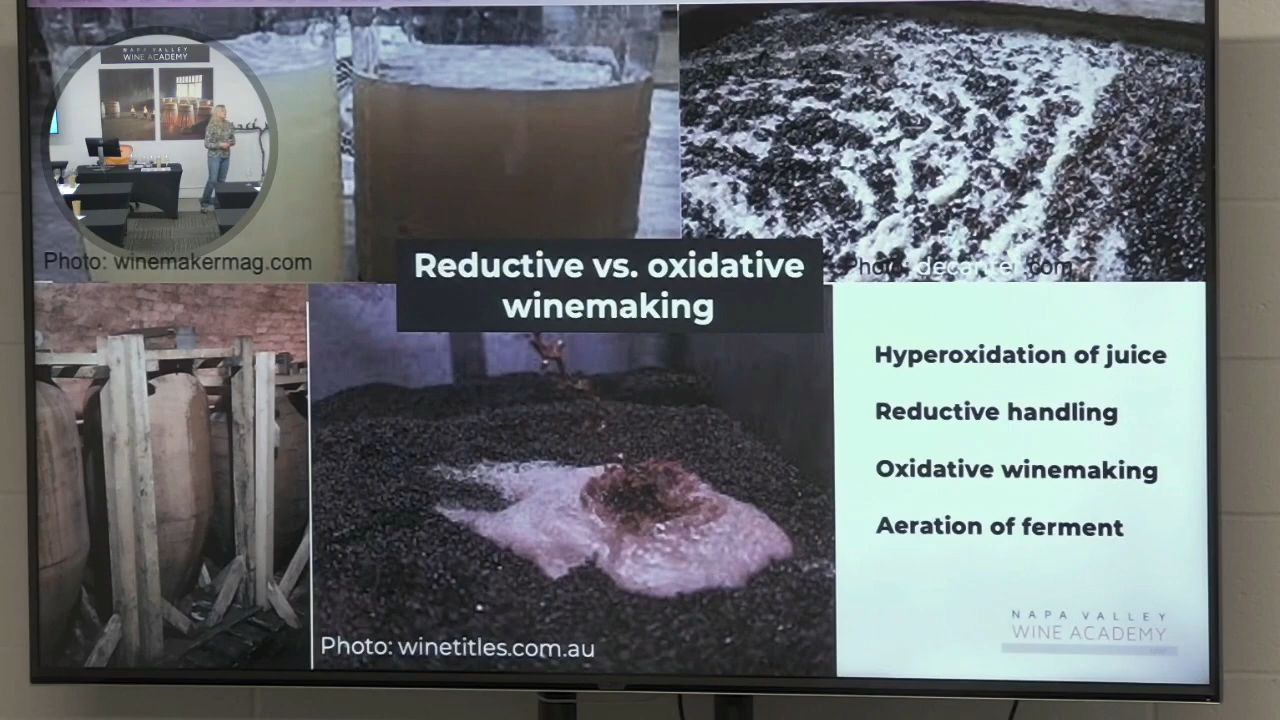 NAPA VALLEY
WINE ACADEMY
Photo: winemakermag.com
Photo: decanter.com
Reductive vs. oxidative
winemaking
Hyperoxidation of juice
Reductive handling
Oxidative winemaking
Aeration of ferment
Photo: winetitles.com.au
NAPA VALLEY
WINE ACADEMY